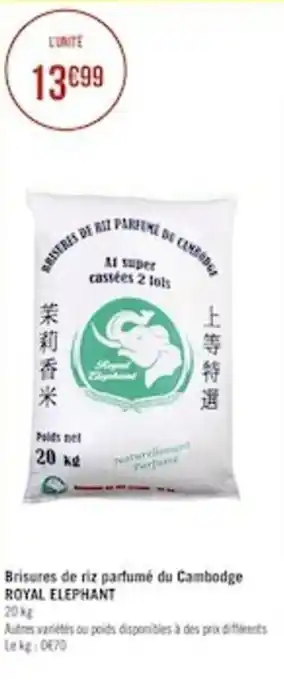 L'UNITÉ
13€99
BRISURES DE RIZ PARFUMÉ DU CAMBODGE
A1 super
cassées 2 fois
茉莉香米
上等特選
Royal
Elephant
Poids net
20 kg
Naturellement
Parfumé
Brisures de riz parfumé du Cambodge
ROYAL ELEPHANT
20 kg
Autres variétés ou poids disponibles à des prix différents
Le kg : 0€70